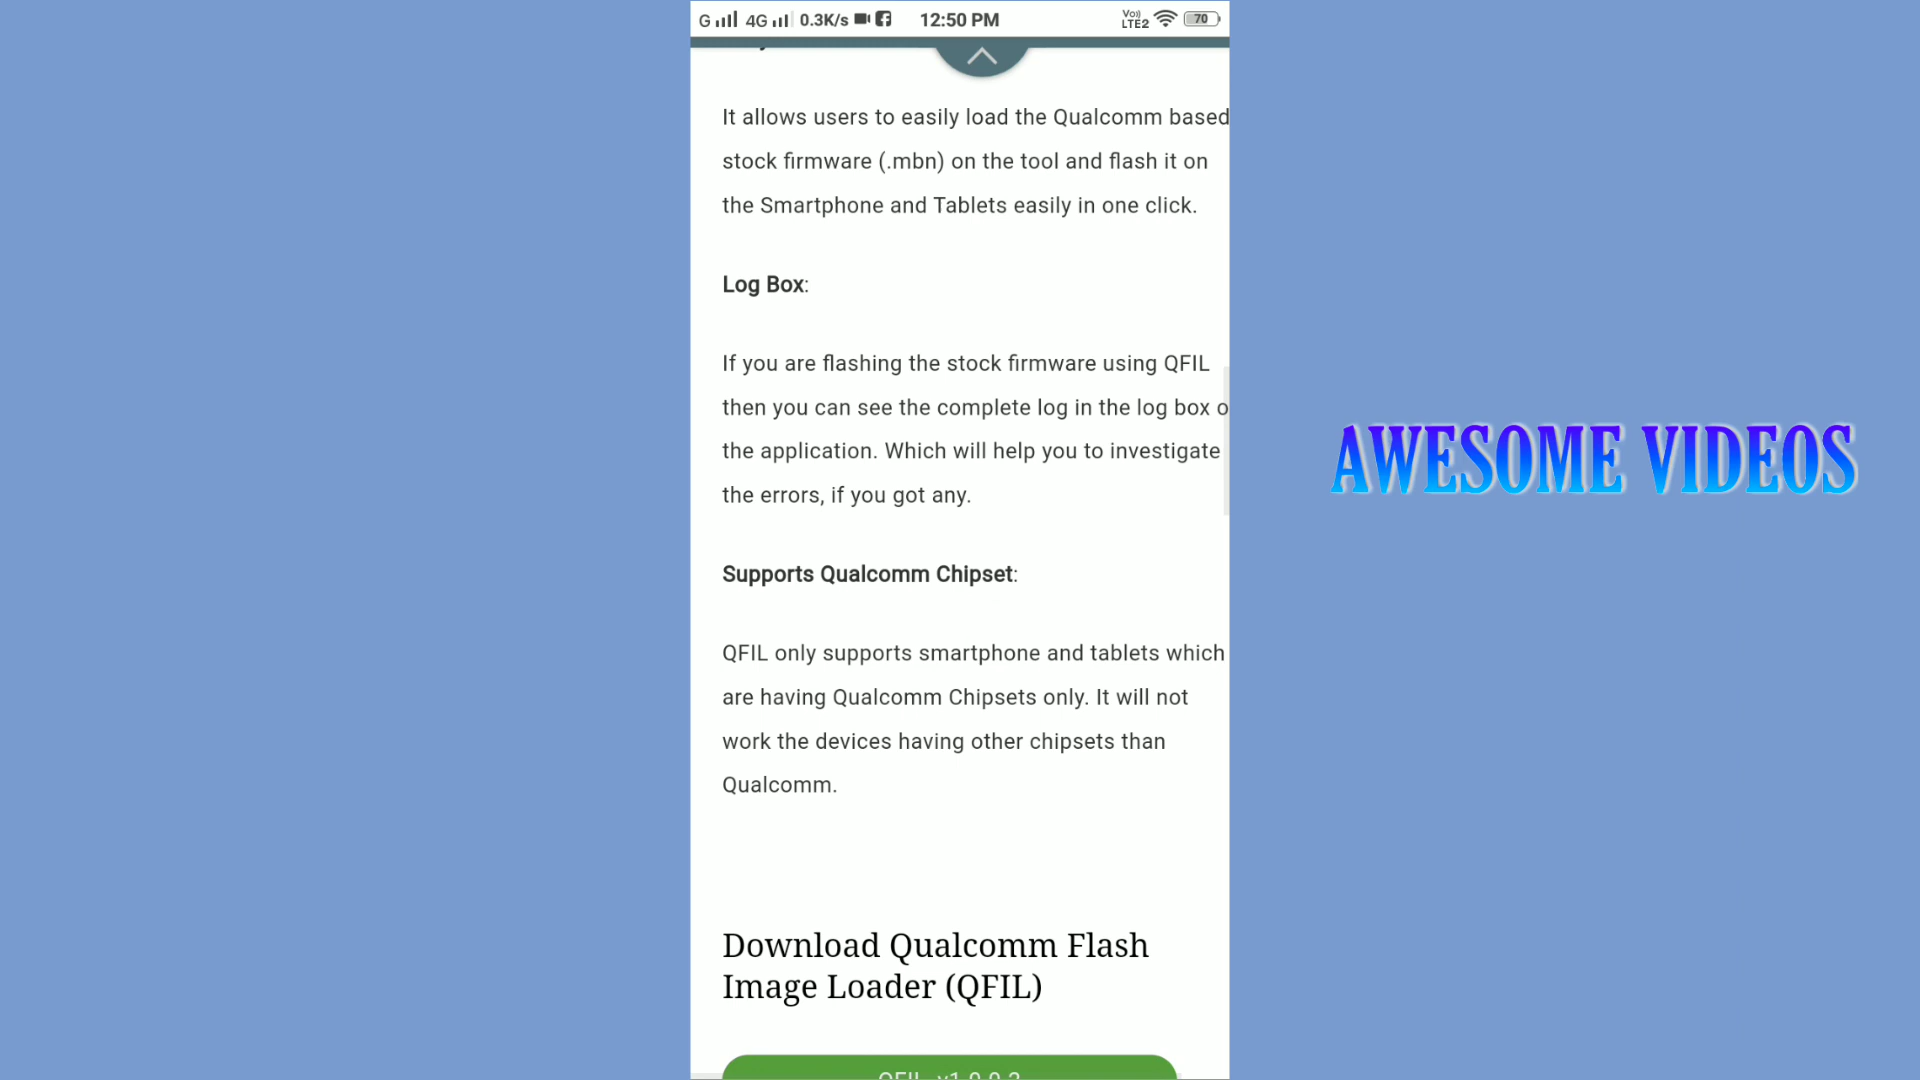 G 4G 0.3K/s 12:50 PM Vo)) LTE2 70
It allows users to easily load the Qualcomm based
stock firmware (.mbn) on the tool and flash it on
the Smartphone and Tablets easily in one click.
Log Box:
If you are flashing the stock firmware using QFIL
then you can see the complete log in the log box o
the application. Which will help you to investigate
the errors, if you got any.
Supports Qualcomm Chipset:
QFIL only supports smartphone and tablets which
are having Qualcomm Chipsets only. It will not
work the devices having other chipsets than
Qualcomm.
Download Qualcomm Flash
Image Loader (QFIL)
AWESOME VIDEOS